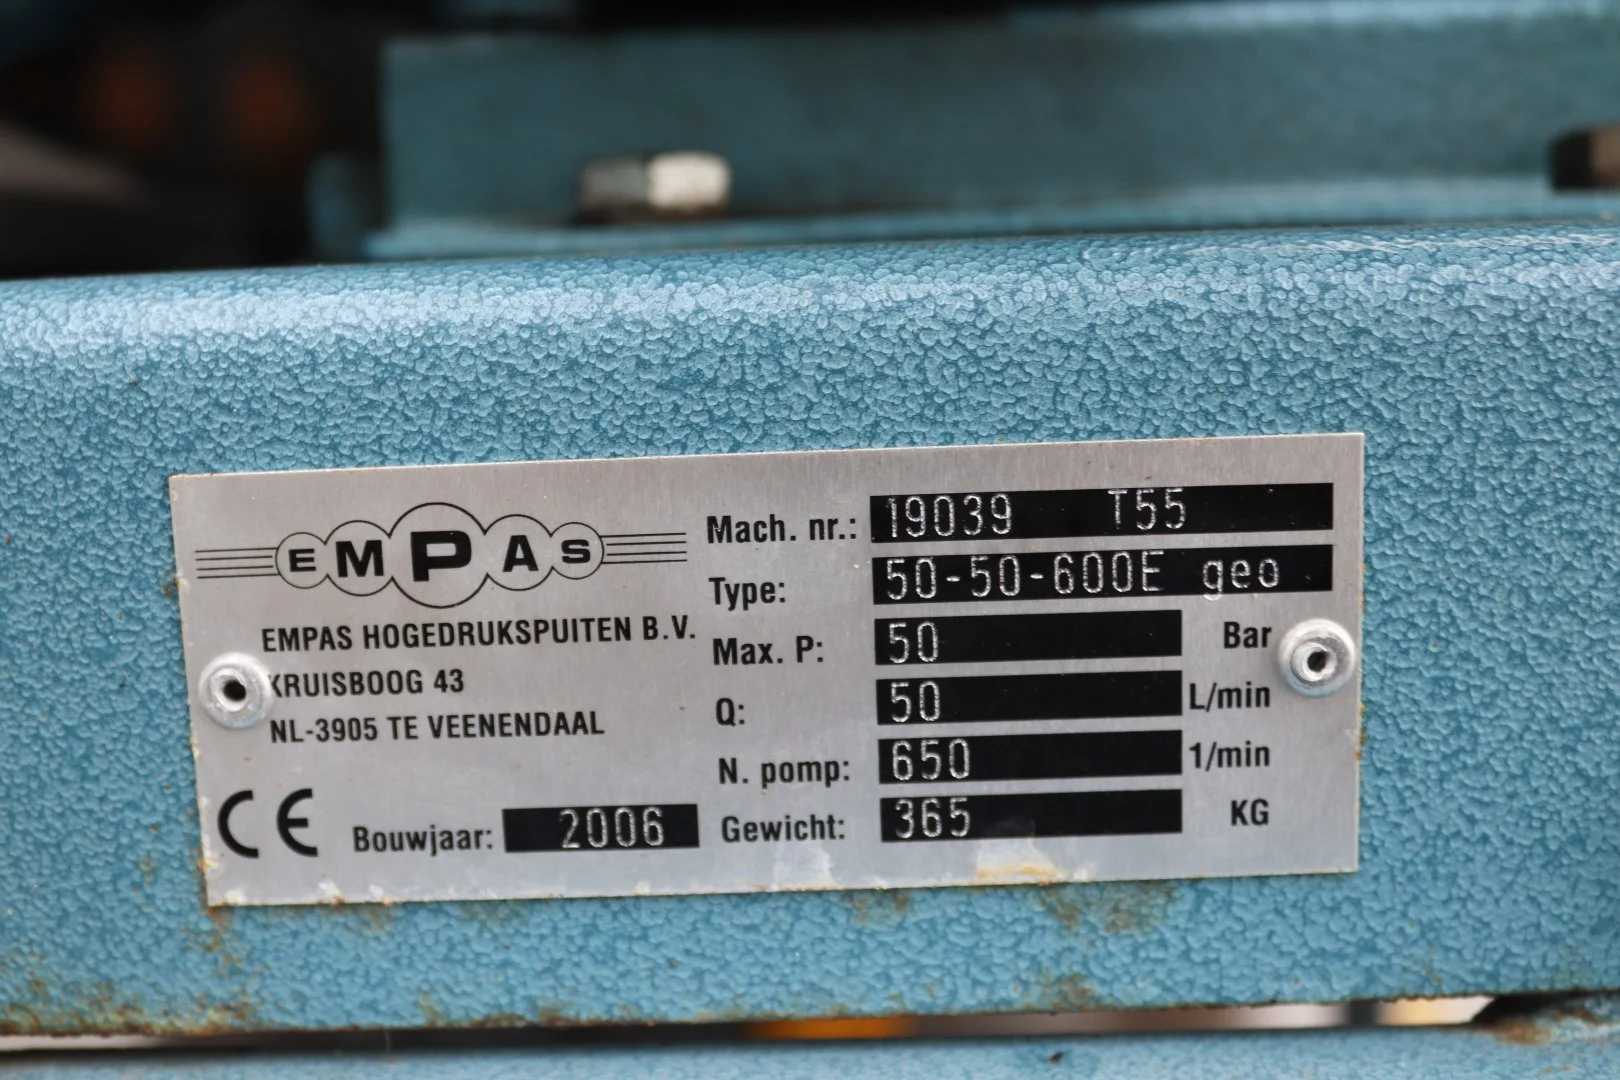 EMPAS
EMPAS HOGEDRUKSPUITEN B.V.
KRUISBOOG 43
NL-3905 TE VEENENDAAL
CE
Bouwjaar: 2006
Mach. nr.: 19039 T55
Type: 50-50-600E geo
Max. P: 50 Bar
Q: 50 L/min
N. pomp: 650 1/min
Gewicht: 365 KG